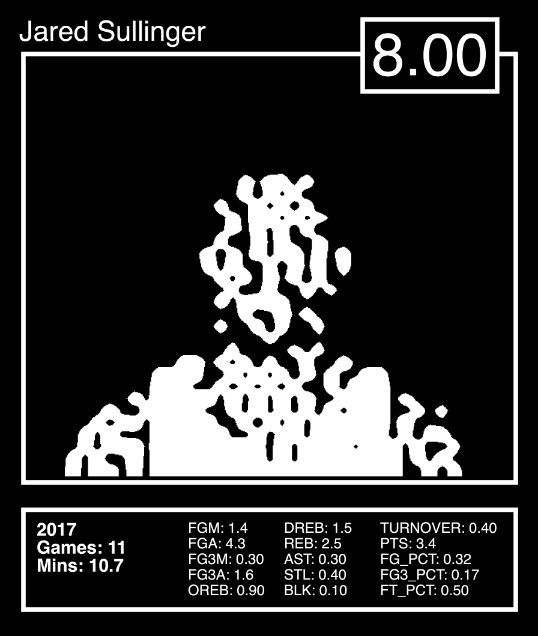 Jared Sullinger
8.00
2017
Games: 11
Mins: 10.7
FGM: 1.4
FGA: 4.3
FG3M: 0.30
FG3A: 1.6
OREB: 0.90
DREB: 1.5
REB: 2.5
AST: 0.30
STL: 0.40
BLK: 0.10
TURNOVER: 0.40
PTS: 3.4
FG_PCT: 0.32
FG3_PCT: 0.17
FT_PCT: 0.50